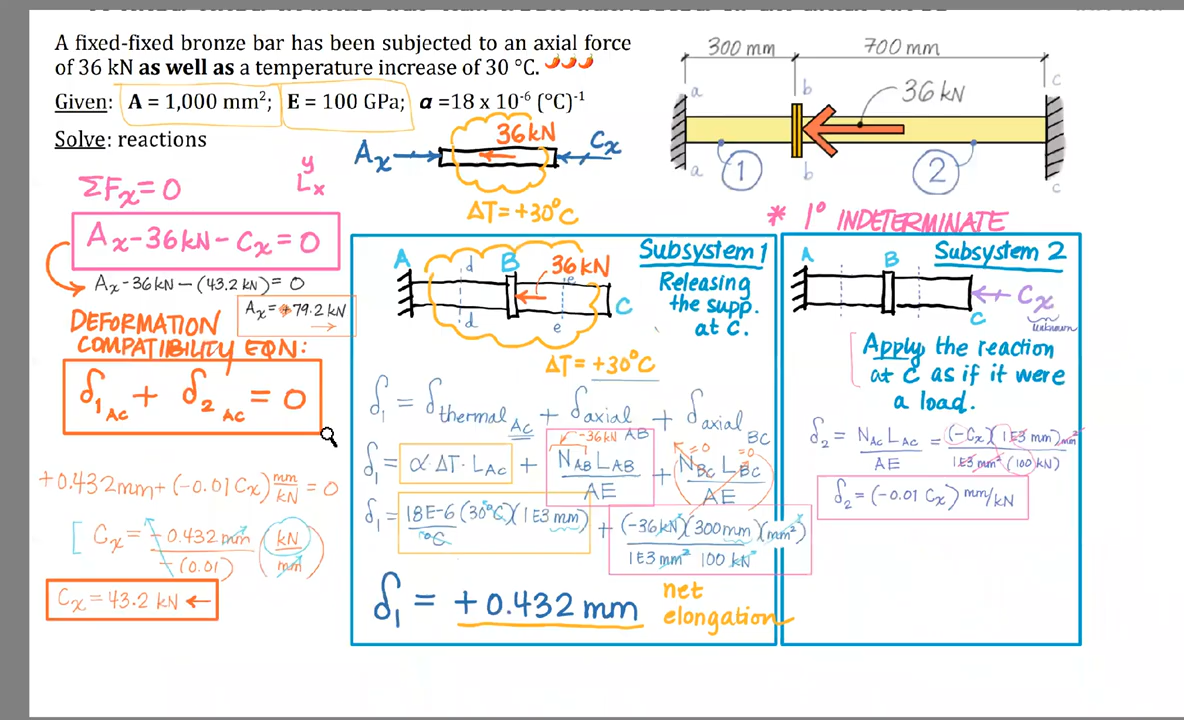 A fixed-fixed bronze bar has been subjected to an axial force
of 36 kN as well as a temperature increase of 30 °C.
Given: A = 1,000 mm²; E = 100 GPa; α =18 x 10⁻⁶ (°C)⁻¹
Solve: reactions
300 mm 700 mm
a b c
36 kN
a b c
1 2
Ax 36kN Cx
ΔT = +30°C
y
x
ΣFx = 0
Ax - 36kN - Cx = 0
Ax - 36kN - (43.2 kN) = 0
Ax = +79.2 kN →
DEFORMATION
COMPATIBILITY EQN:
δ1 AC + δ2 AC = 0
+0.432mm + (-0.01 Cx) mm/kN = 0
[ Cx = -0.432 mm / -(0.01) (kN/mm)
Cx = 43.2 kN ←
* 1° INDETERMINATE
Subsystem 1
Releasing
the supp.
at C.
A d B 36kN e
d e C
ΔT = +30°C
δ1 = δthermal AC + δaxial AB + δaxial BC
-36kN =0 =0
δ1 = α·ΔT·LAC + NAB LAB / AE + NBC LBC / AE
δ1 = 18E-6 (30°C)(1E3 mm) / °C + (-36kN)(300mm)(mm²) / 1E3 mm² 100 kN
δ1 = +0.432 mm
net
elongation
Subsystem 2
A B
Cx
C
unknown
Apply the reaction
at C as if it were
a load.
δ2 = NAC LAC / AE = (-Cx)(1E3 mm) mm² / 1E3 mm² (100 kN)
δ2 = (-0.01 Cx) mm/kN